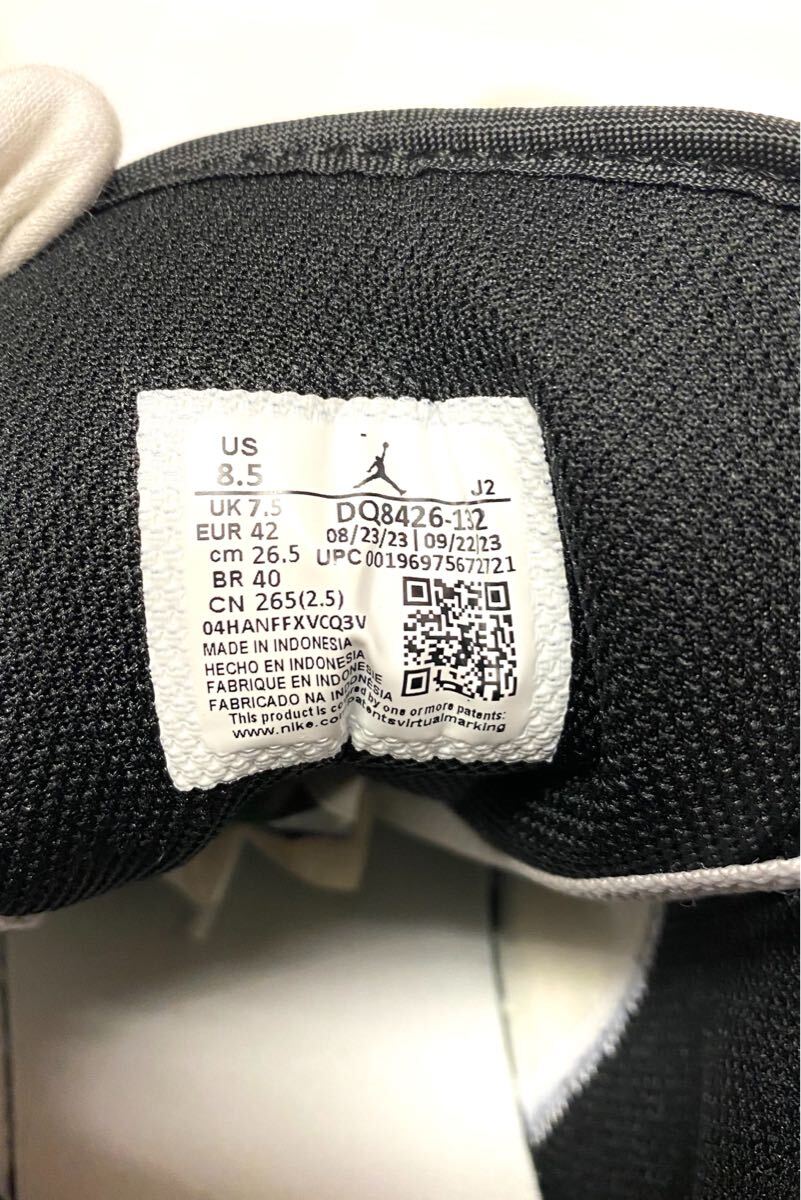 US
8.5
J2
UK 7.5
DQ8426-132
EUR 42
08/23/23 | 09/22/23
cm 26.5
UPC 00196975672721
BR 40
CN 265(2.5)
04HANFFXVCQ3V
MADE IN INDONESIA
HECHO EN INDONESIA
FABRIQUE EN INDONESIE
FABRICADO NA INDONESIA
This product is by one or more patents:
www.nike.com